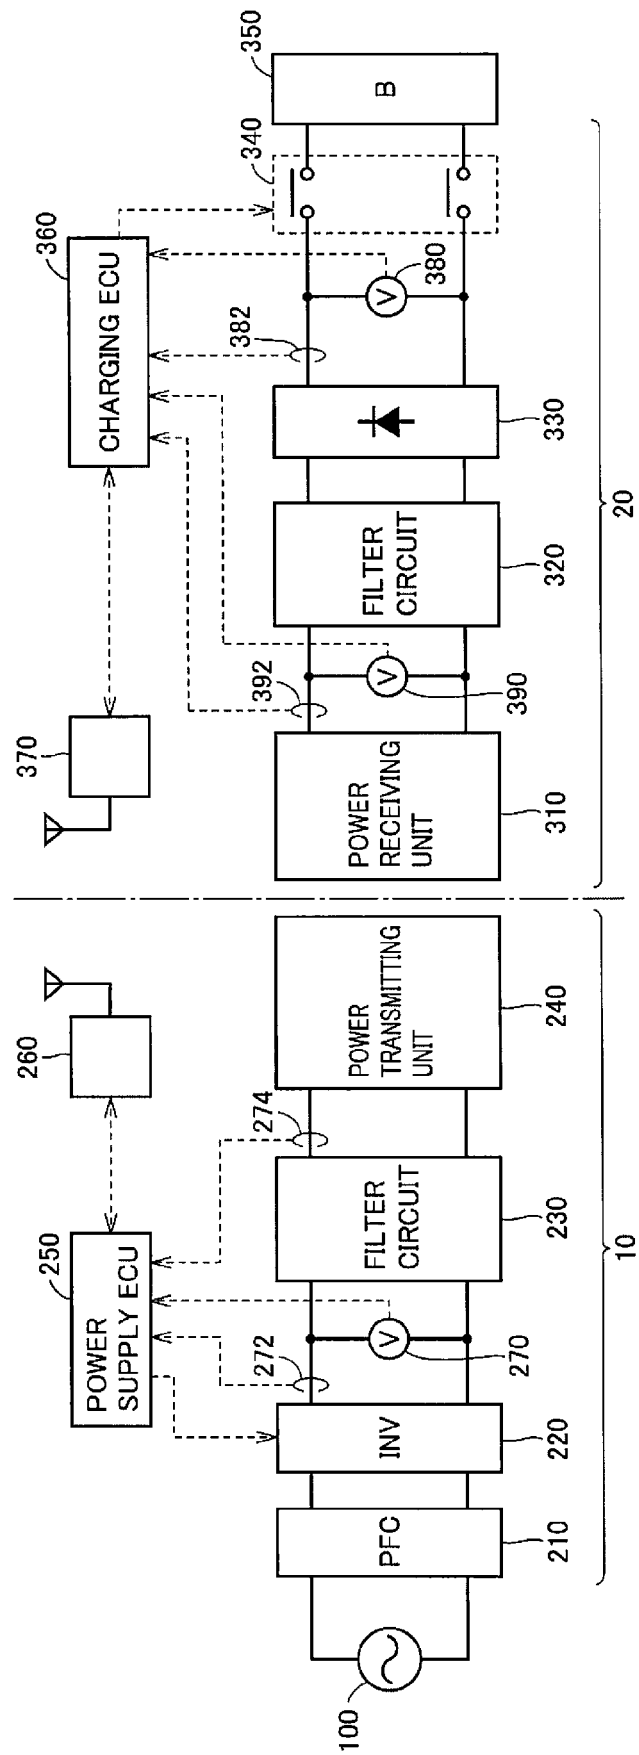 100
210
PFC
220
INV
272
270
V
POWER
SUPPLY ECU
250
230
FILTER
CIRCUIT
274
260
240
POWER
TRANSMITTING
UNIT
10
310
POWER
RECEIVING
UNIT
370
392
390
V
320
FILTER
CIRCUIT
330
382
380
V
CHARGING ECU
360
340
350
B
20